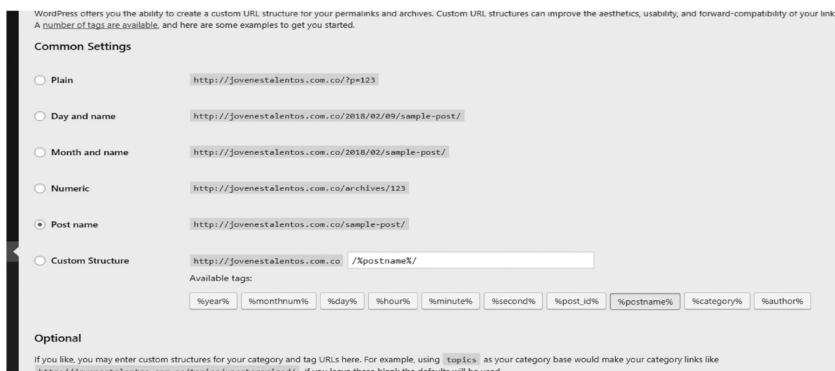 WordPress offers you the ability to create a custom URL structure for your permalinks and archives. Custom URL structures can improve the aesthetics, usability, and forward-compatibility of your link
A number of tags are available, and here are some examples to get you started.
Common Settings
Plain http://jovenestalentos.com.co/?p=123
Day and name http://jovenestalentos.com.co/2018/02/09/sample-post/
Month and name http://jovenestalentos.com.co/2018/02/sample-post/
Numeric http://jovenestalentos.com.co/archives/123
Post name http://jovenestalentos.com.co/sample-post/
Custom Structure http://jovenestalentos.com.co /%postname%/
Available tags:
%year% %monthnum% %day% %hour% %minute% %second% %post_id% %postname% %category% %author%
Optional
If you like, you may enter custom structures for your category and tag URLs here. For example, using topics as your category base would make your category links like
http://jovenestalentos.com.co/topics/uncategorized/ If you leave these blank the defaults will be used.